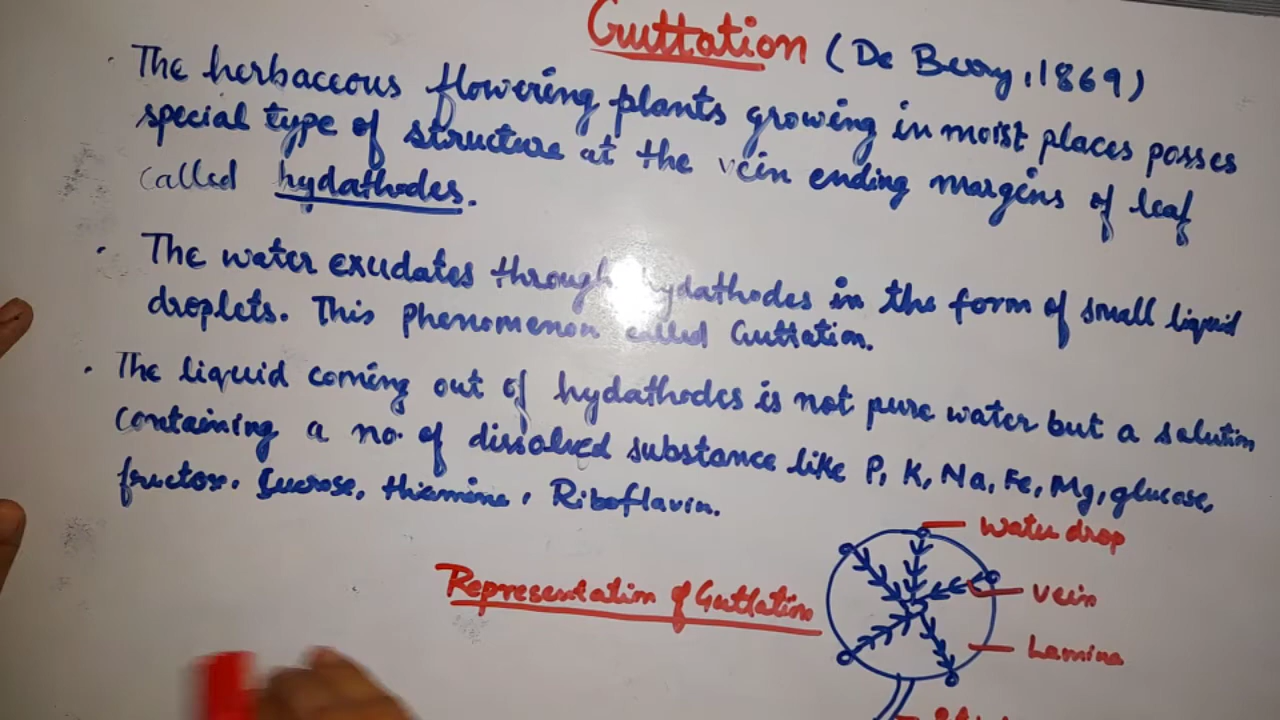 Guttation (De Beery, 1869)
• The herbaceous flowering plants growing in moist places posses
special type of structure at the vein ending margins of leaf
called hydathodes.
• The water exudates through hydathodes in the form of small liquid
droplets. This phenomenon called Guttation.
• The liquid coming out of hydathodes is not pure water but a solution
containing a no. of dissolved substance like P, K, Na, Fe, Mg, glucose,
fructose. Sucrose, thiamine, Riboflavin.
water drop
Representation of Guttation
vein
Lamina